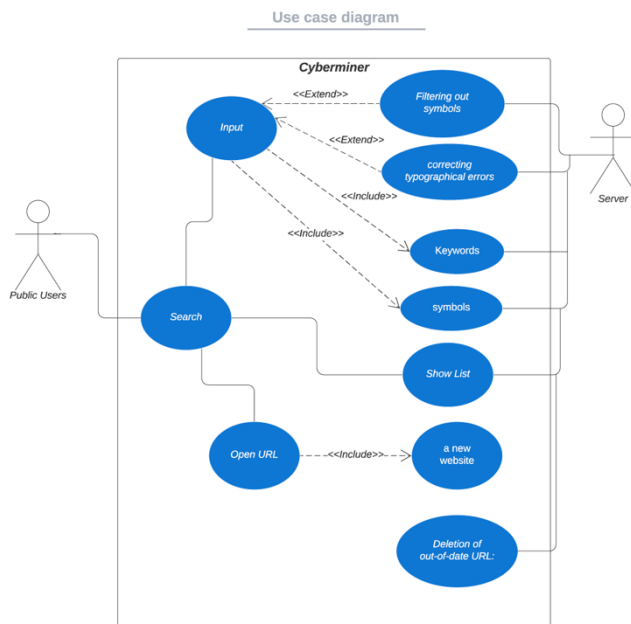 Use case diagram
Cyberminer
<<Extend>>
Filtering out
symbols
Input
<<Extend>>
correcting
typographical errors
Server
<<Include>>
<<Include>>
Keywords
Public Users
Search
symbols
Show List
Open URL
<<Include>>
a new
website
Deletion of
out-of-date URL: